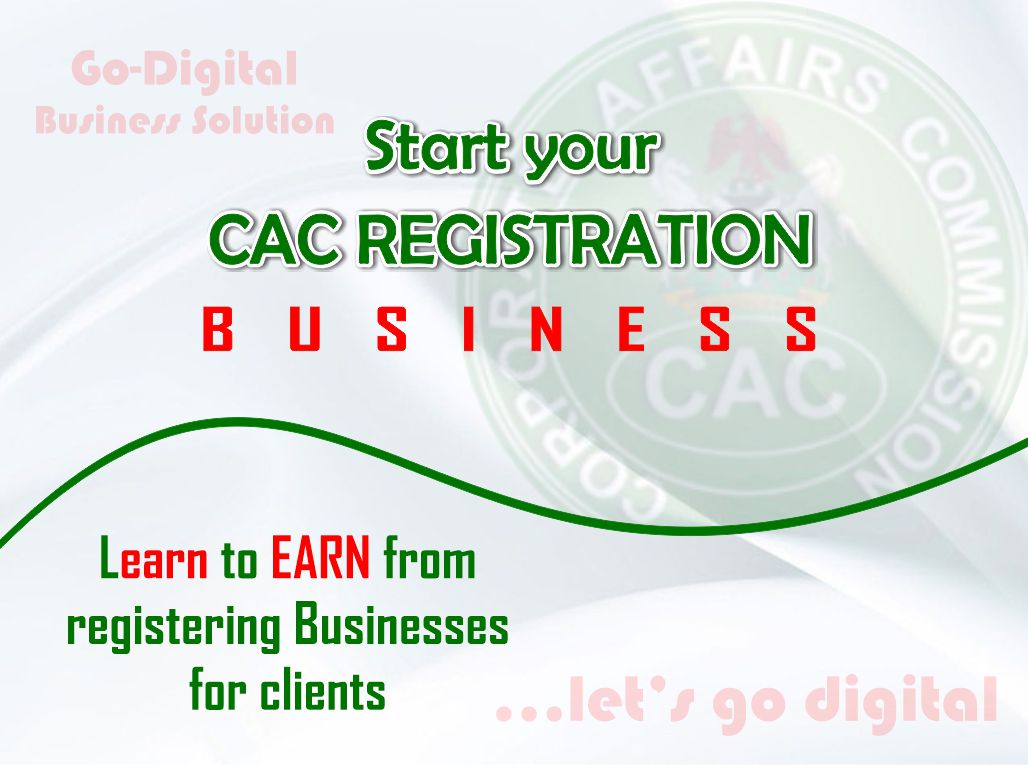 Go-Digital
Business Solution
Start your
CAC REGISTRATION
BUSINESS
CORPORATE AFFAIRS COMMISSION
CAC
Learn to EARN from
registering Businesses
for clients
...let's go digital